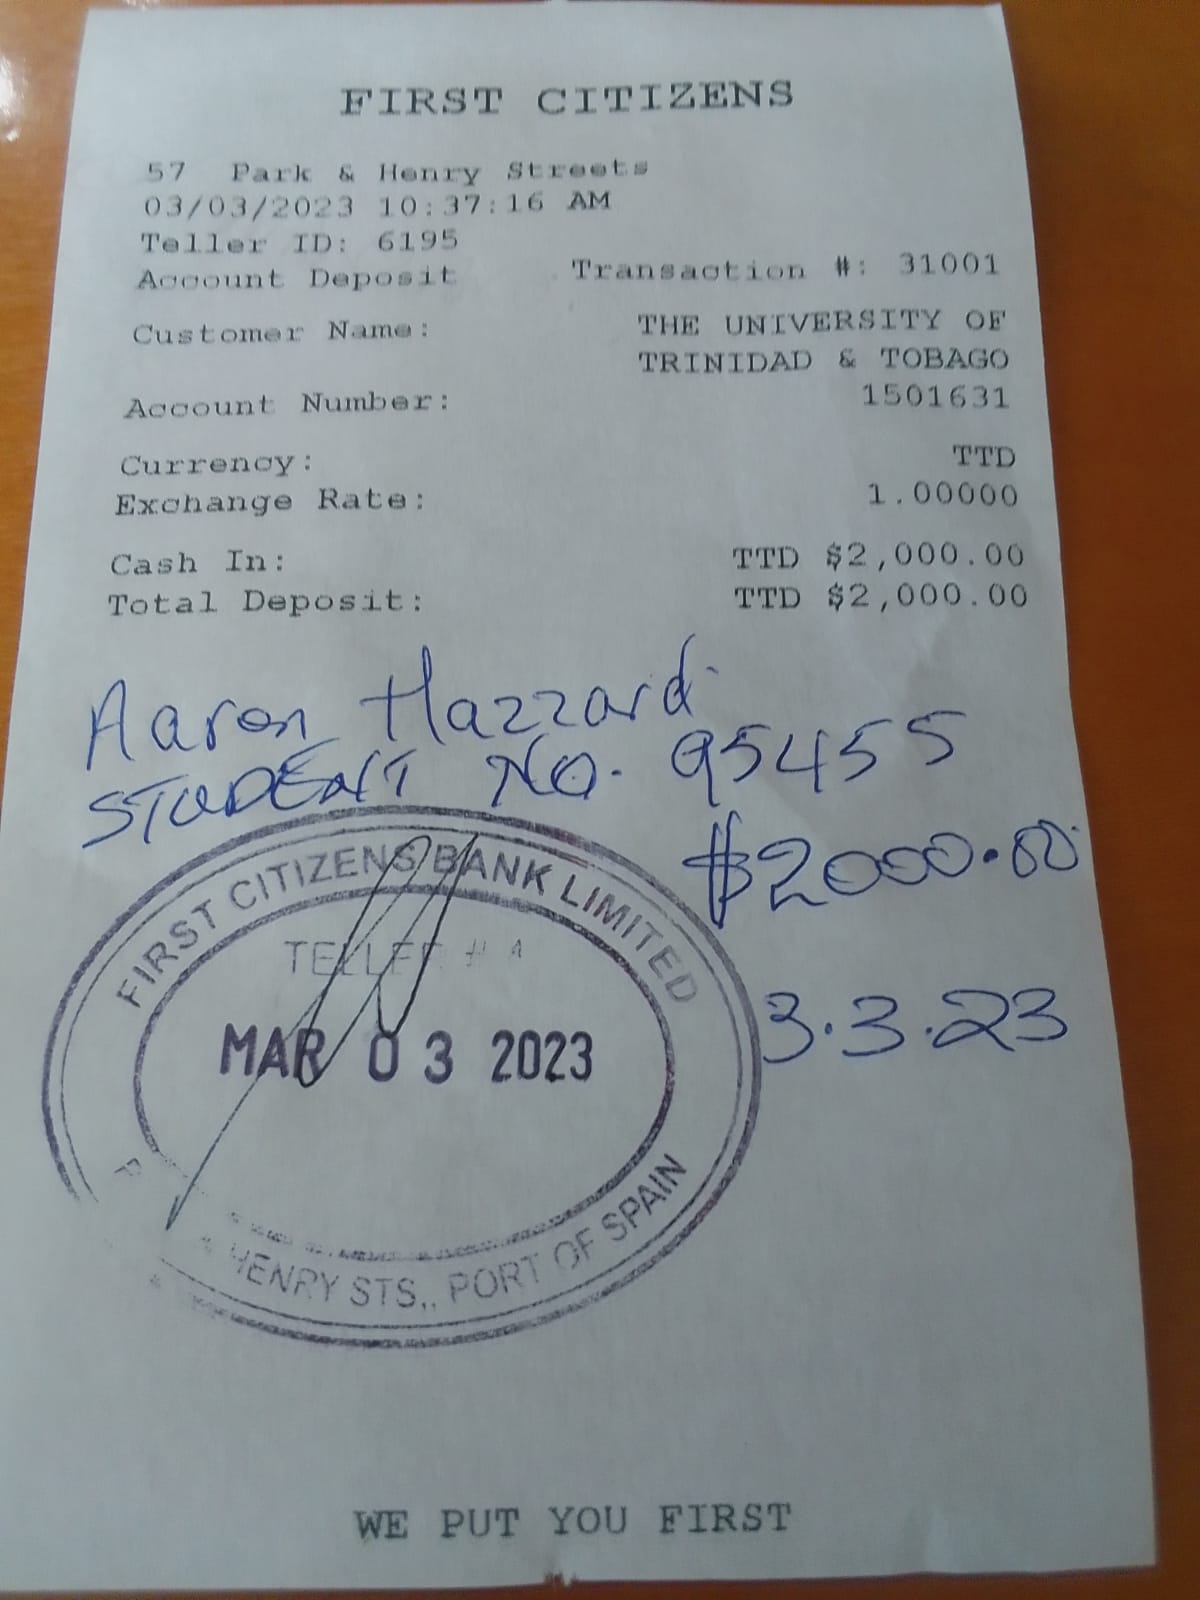 FIRST CITIZENS
57 Park & Henry Streets
03/03/2023 10:37:16 AM
Teller ID: 6195
Account Deposit Transaction #: 31001
Customer Name: THE UNIVERSITY OF
TRINIDAD & TOBAGO
Account Number: 1501631
Currency: TTD
Exchange Rate: 1.00000
Cash In: TTD $2,000.00
Total Deposit: TTD $2,000.00
Aaron Hazzard
STUDENT NO. 95455
$2000.00
FIRST CITIZENS BANK LIMITED
TELLER #
MAR 03 2023
3.3.23
HENRY STS., PORT OF SPAIN
WE PUT YOU FIRST